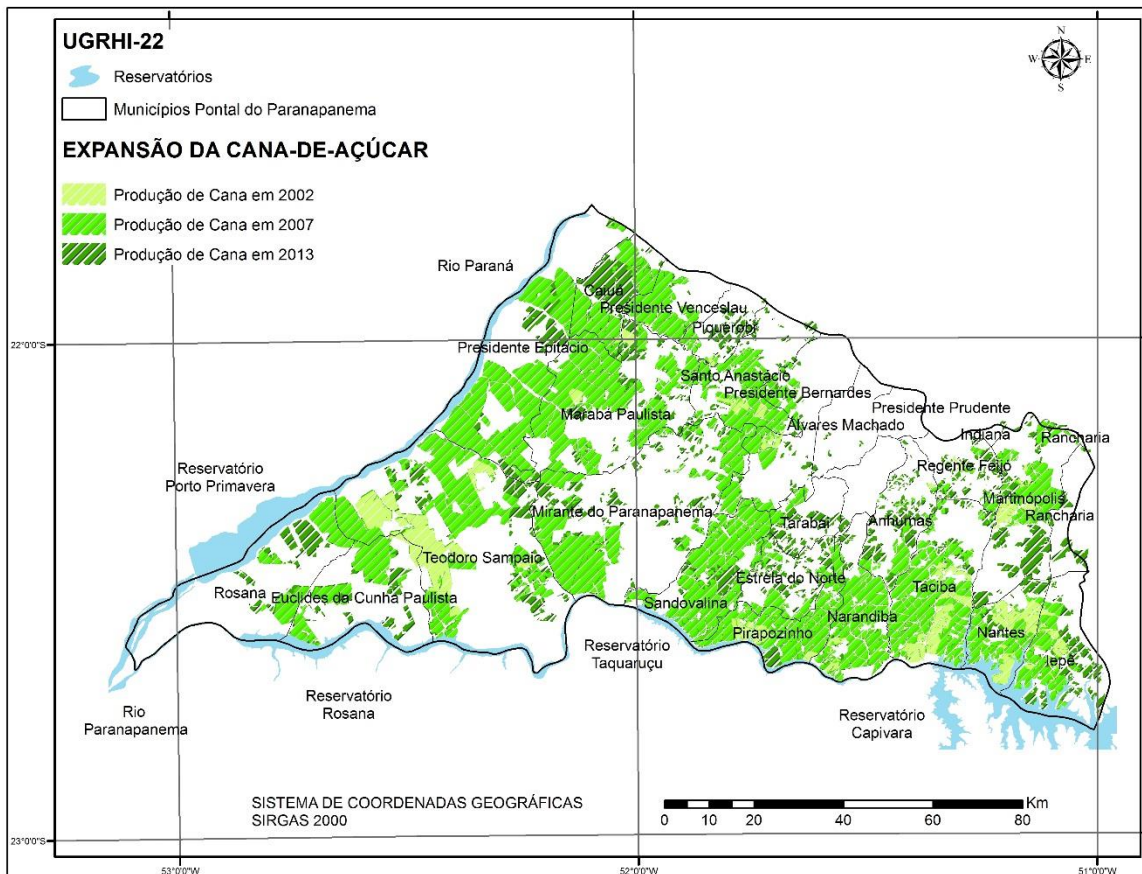 UGRHI-22
Reservatórios
Municípios Pontal do Paranapanema
EXPANSÃO DA CANA-DE-AÇÚCAR
Produção de Cana em 2002
Produção de Cana em 2007
Produção de Cana em 2013
N
W
E
S
Rio Paraná
Caiuá
Presidente Venceslau
Piquerobi
22°0'0"S
Presidente Epitácio
Santo Anastácio
Presidente Bernardes
Marabá Paulista
Álvares Machado
Presidente Prudente
Indiana
Rancharia
Regente Feijó
Reservatório
Porto Primavera
Martinópolis
Rancharia
Mirante do Paranapanema
Tarabai
Anhumas
Teodoro Sampaio
Estrela do Norte
Taciba
Rosana
Euclides da Cunha Paulista
Sandovalina
Narandiba
Pirapozinho
Nantes
Iepê
Reservatório
Taquaruçu
Reservatório
Rosana
Rio
Paranapanema
Reservatório
Capivara
SISTEMA DE COORDENADAS GEOGRÁFICAS
SIRGAS 2000
Km
0 5 10 20 40 60 80
23°0'0"S
53°0'0"W
52°0'0"W
51°0'0"W